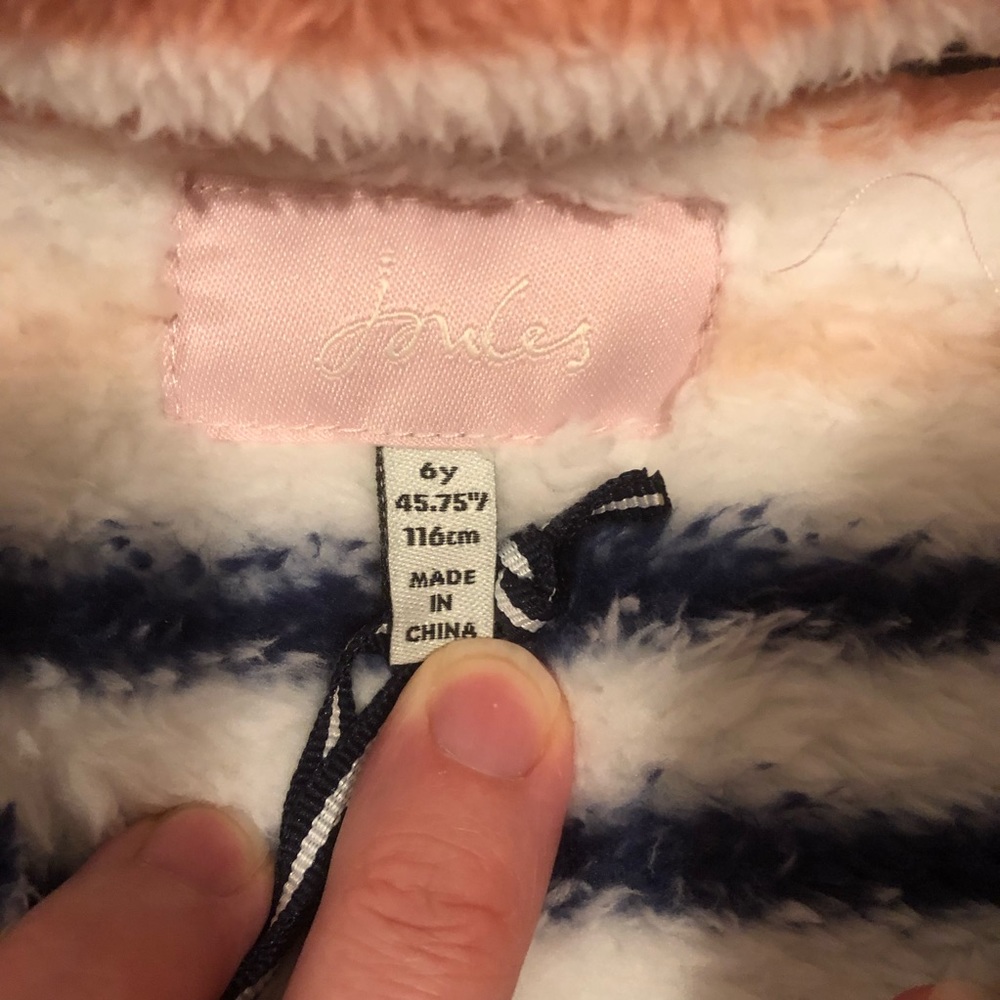 joules
6y
45.75"/
116cm
MADE
IN
CHINA